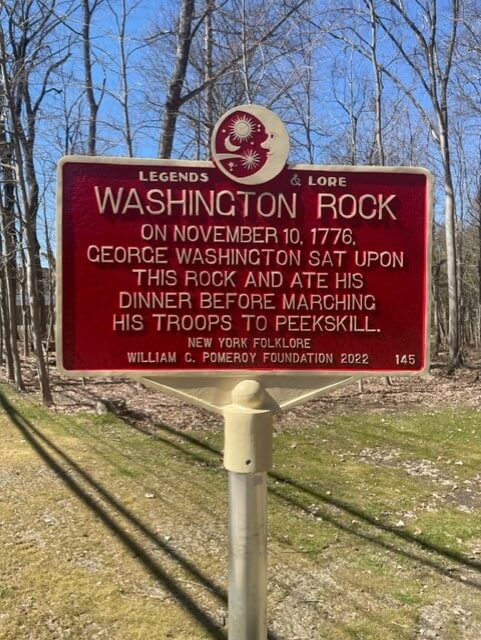 LEGENDS & LORE
WASHINGTON ROCK
ON NOVEMBER 10, 1776,
GEORGE WASHINGTON SAT UPON
THIS ROCK AND ATE HIS
DINNER BEFORE MARCHING
HIS TROOPS TO PEEKSKILL.
NEW YORK FOLKLORE
WILLIAM G. POMEROY FOUNDATION 2022 145